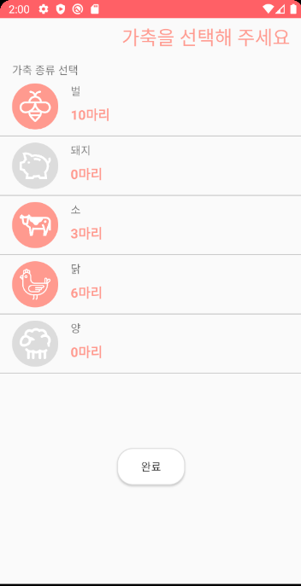 2:00
가축을 선택해 주세요
가축 종류 선택
벌
10마리
돼지
0마리
소
3마리
닭
6마리
양
0마리
완료